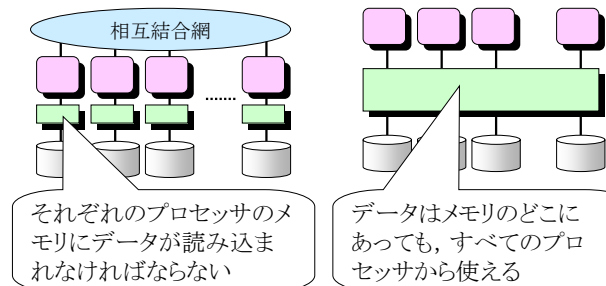 相互結合網
.......
それぞれのプロセッサのメ
モリにデータが読み込ま
れなければならない
データはメモリのどこに
あっても, すべてのプロ
セッサから使える